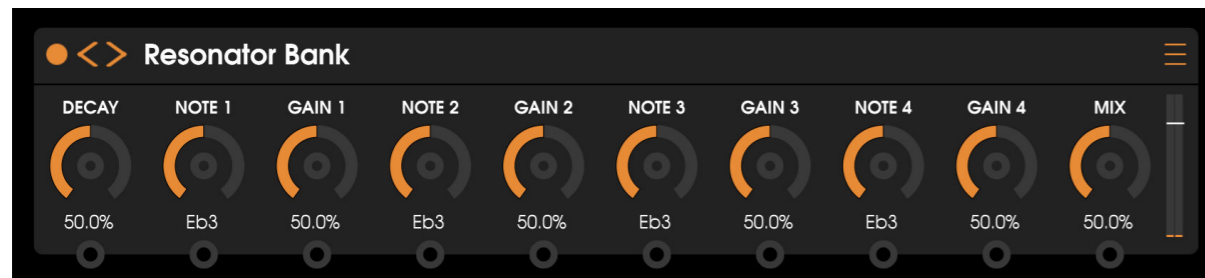 Resonator Bank
DECAY NOTE 1 GAIN 1 NOTE 2 GAIN 2 NOTE 3 GAIN 3 NOTE 4 GAIN 4 MIX
50.0% Eb3 50.0% Eb3 50.0% Eb3 50.0% Eb3 50.0% 50.0%